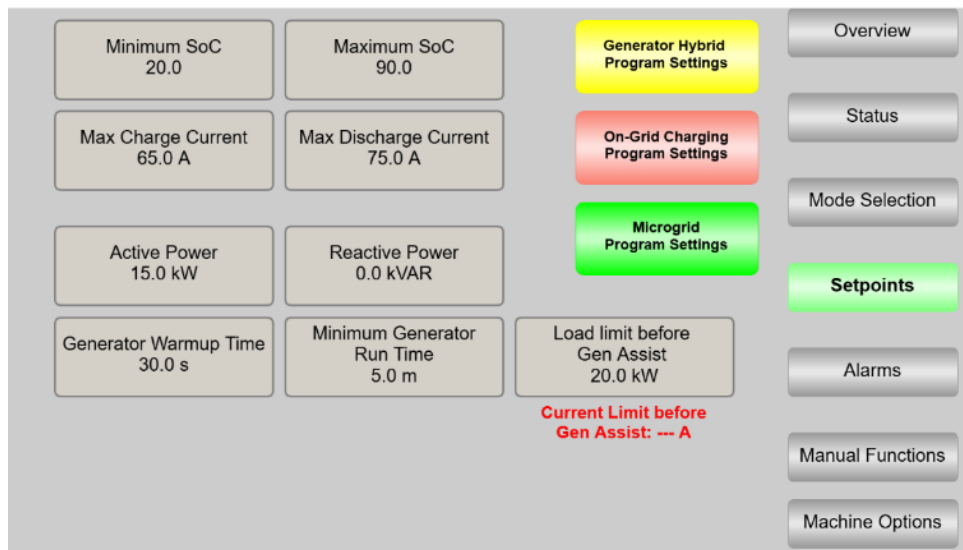 Minimum SoC
20.0
Maximum SoC
90.0
Generator Hybrid
Program Settings
Overview
Max Charge Current
65.0 A
Max Discharge Current
75.0 A
On-Grid Charging
Program Settings
Status
Mode Selection
Microgrid
Program Settings
Active Power
15.0 kW
Reactive Power
0.0 kVAR
Setpoints
Generator Warmup Time
30.0 s
Minimum Generator
Run Time
5.0 m
Load limit before
Gen Assist
20.0 kW
Alarms
Current Limit before
Gen Assist: --- A
Manual Functions
Machine Options